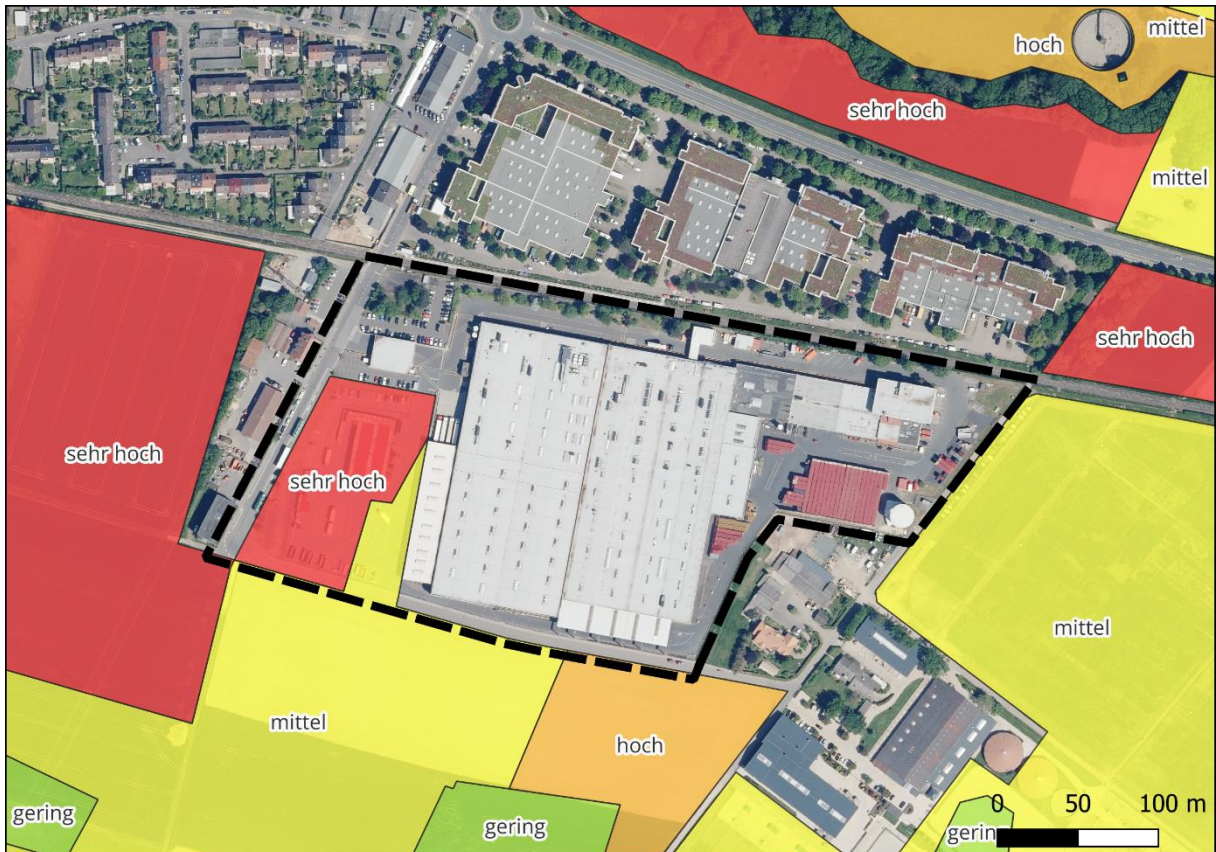 mittel
hoch
sehr hoch
mittel
sehr hoch
sehr hoch
sehr hoch
mittel
mittel
hoch
gering
gering
gerin
0 50 100 m